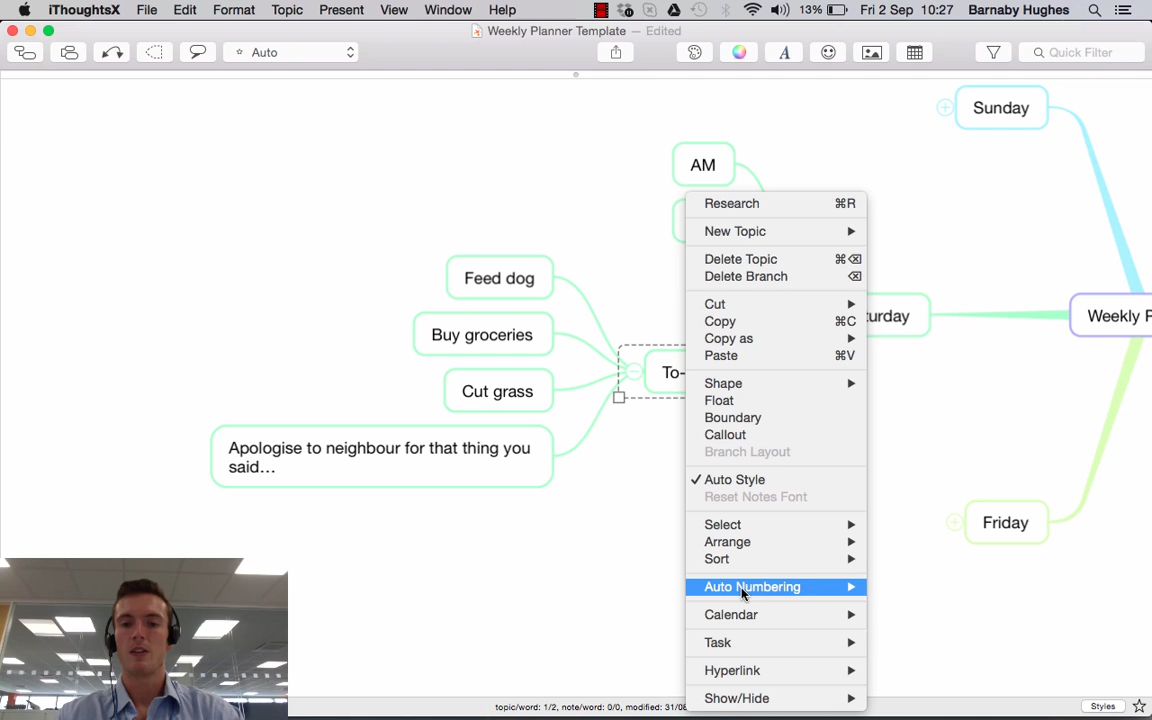 iThoughtsX File Edit Format Topic Present View Window Help 13% Fri 2 Sep 10:27 Barnaby Hughes
Weekly Planner Template — Edited
Auto Quick Filter
Sunday
AM
Research ⌘R
New Topic
Delete Topic ⌘⌫
Feed dog
Delete Branch ⌫
Cut
Copy ⌘C
Buy groceries
Copy as
Paste ⌘V
To-
Shape
Cut grass
Float
Boundary
Callout
Branch Layout
Apologise to neighbour for that thing you
said...
Auto Style
Reset Notes Font
Select
Friday
Arrange
Sort
Auto Numbering
Calendar
Task
Hyperlink
Show/Hide
topic/word: 1/2, note/word: 0/0, modified: 31/08
Styles